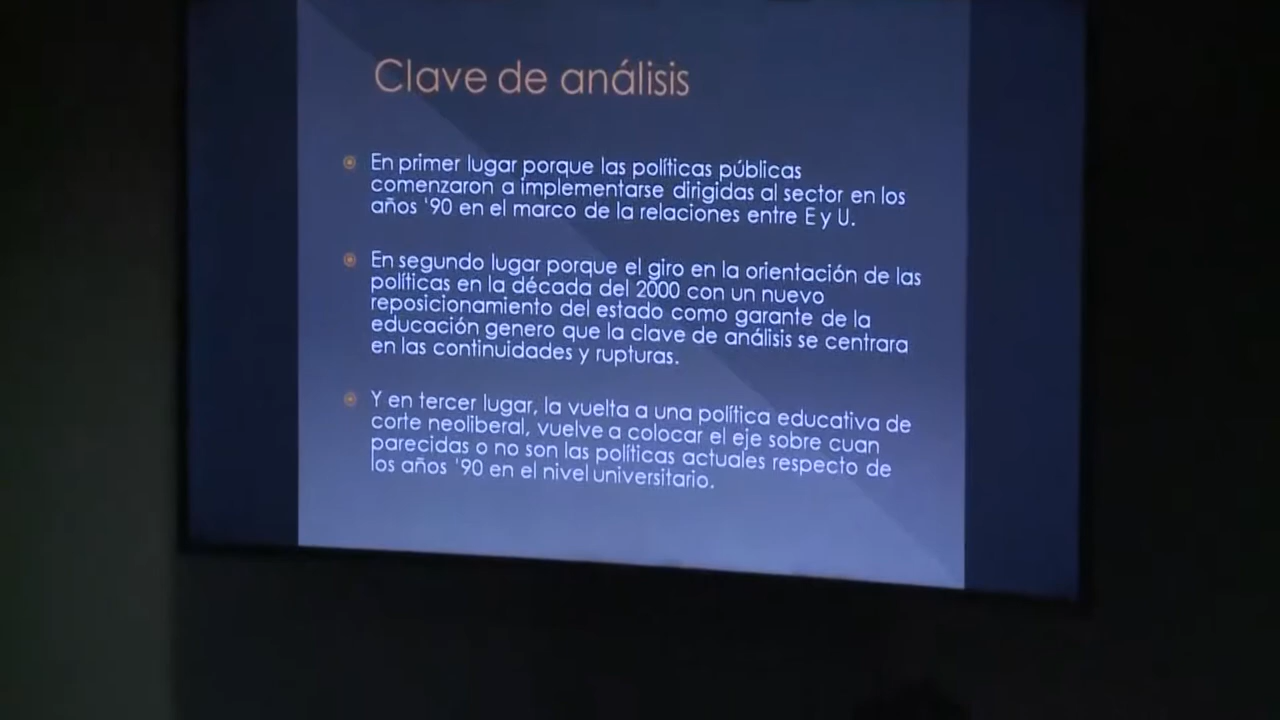 Clave de análisis
En primer lugar porque las políticas públicas
comenzaron a implementarse dirigidas al sector en los
años '90 en el marco de la relaciones entre E y U.
En segundo lugar porque el giro en la orientación de las
políticas en la década del 2000 con un nuevo
reposicionamiento del estado como garante de la
educación genero que la clave de análisis se centrara
en las continuidades y rupturas.
Y en tercer lugar, la vuelta a una política educativa de
corte neoliberal, vuelve a colocar el eje sobre cuan
parecidas o no son las políticas actuales respecto de
los años '90 en el nivel universitario.